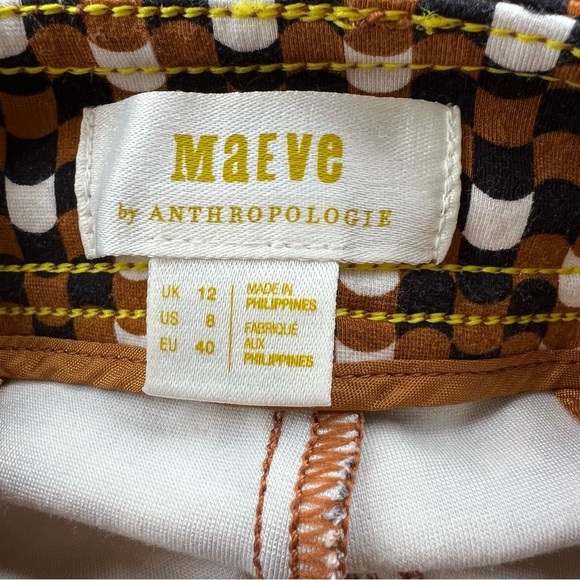 MaEve
by ANTHROPOLOGIE
UK 12
US 8
EU 40
MADE IN
PHILIPPINES
FABRIQUÉ
AUX
PHILIPPINES